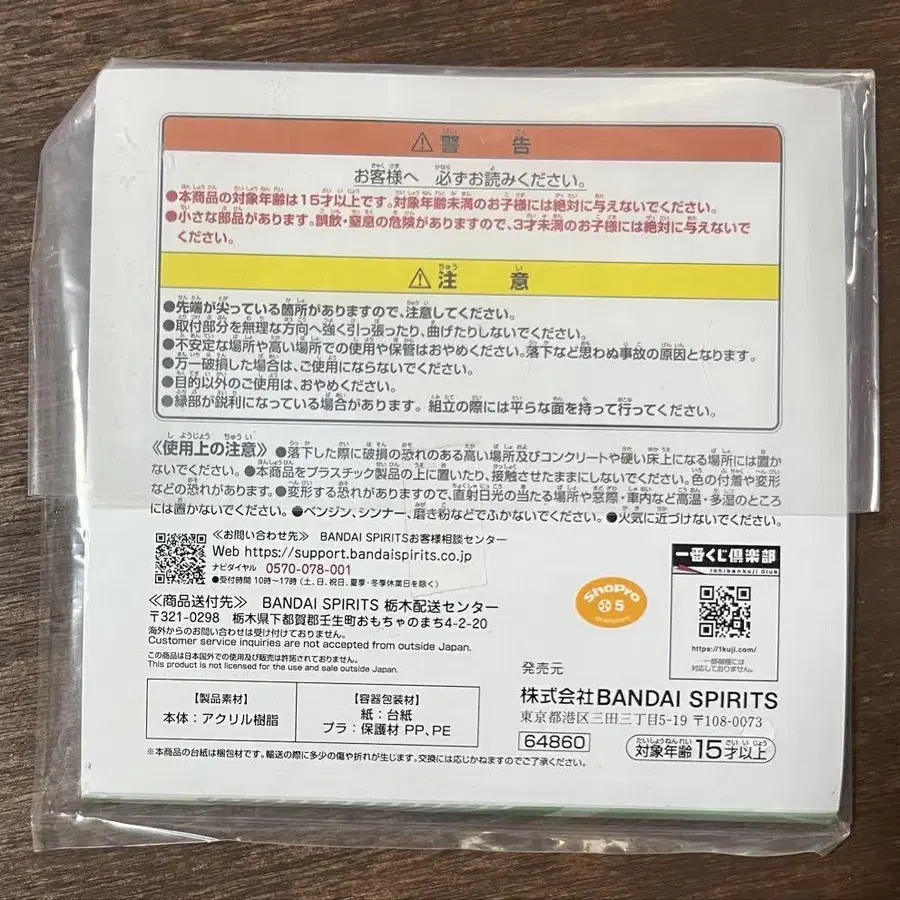 ⚠警告
お客様へ 必ずお読みください。
●本商品の対象年齢は15才以上です。対象年齢未満のお子様には絶対に与えないでください。
●小さな部品があります。誤飲・窒息の危険がありますので、3才未満のお子様には絶対に与えないで
ください。
⚠注意
●先端が尖っている箇所がありますので、注意してください。
●取付部分を無理な方向へ強く引っ張ったり、曲げたりしないでください。
●不安定な場所や高い場所での使用や保管はおやめください。落下など思わぬ事故の原因となります。
●万一破損した場合は、ご使用にならないでください。
●目的以外のご使用は、おやめください。
●縁部が鋭利になっている場合があります。組立の際には平らな面を持って行ってください。
《使用上の注意》●落下した際に破損の恐れのある高い場所及びコンクリートや硬い床上になる場所には置か
ないでください。●本商品をプラスチック製品の上に置いたり、接触させたままにしないでください。色の付着や変形
などの恐れがあります。●変形する恐れがありますので、直射日光の当たる場所や窓際・車内など高温・多湿のところ
には置かないでください。●ベンジン、シンナー、磨き粉などでふかないでください。●火気に近づけないでください。
≪お問い合わせ先≫ BANDAI SPIRITSお客様相談センター
Web https://support.bandaispirits.co.jp
ナビダイヤル 0570-078-001
●受付時間 10時~17時(土、日、祝日、夏季・冬季休業日を除く)
≪商品送付先≫ BANDAI SPIRITS 栃木配送センター
〒321-0298 栃木県下都賀郡壬生町おもちゃのまち4-2-20
海外からのお問い合わせは受け付けておりません。
Customer service inquiries are not accepted from outside Japan.
この商品は日本国外での使用及び販売は許諾されておりません。
This product is not licensed for the use and sale outside Japan.
一番くじ倶楽部
Ichibankuji Club
ShoPro
5
https://1kuji.com/
一部機種には
対応しておりません。
【製品素材】
本体:アクリル樹脂
【容器包装材】
紙:台紙
プラ:保護材 PP、PE
発売元
株式会社BANDAI SPIRITS
東京都港区三田三丁目5-19 〒108-0073
64860
対象年齢15才以上
※本商品の台紙は梱包材です。輸送の際に多少の傷や折れが生じます。交換には応じかねますのでご了承ください。